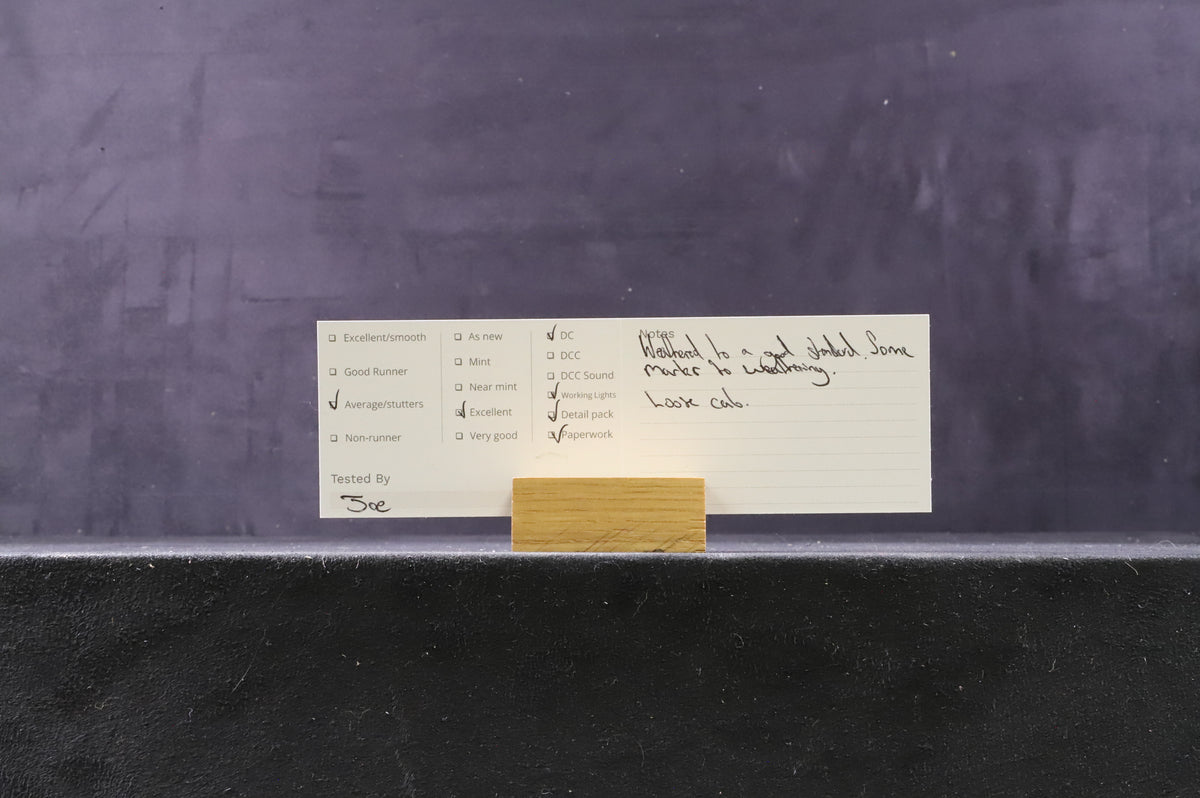 Excellent/smooth
Good Runner
Average/stutters
Non-runner
Tested By
Joe
As new
Mint
Near mint
Excellent
Very good
DC
DCC
DCC Sound
Working Lights
Detail pack
Paperwork
Notes
Weathered to a good standard. Some
marks to weathering.
Loose cab.